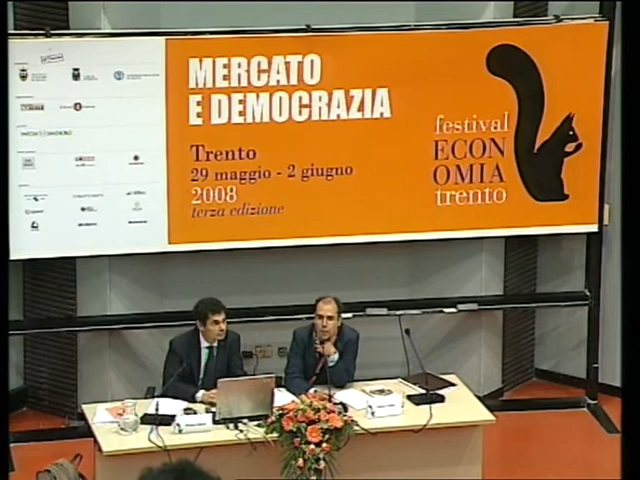 MERCATO
E DEMOCRAZIA
Trento
29 maggio - 2 giugno
2008
terza edizione
festival
ECON
OMIA
trento